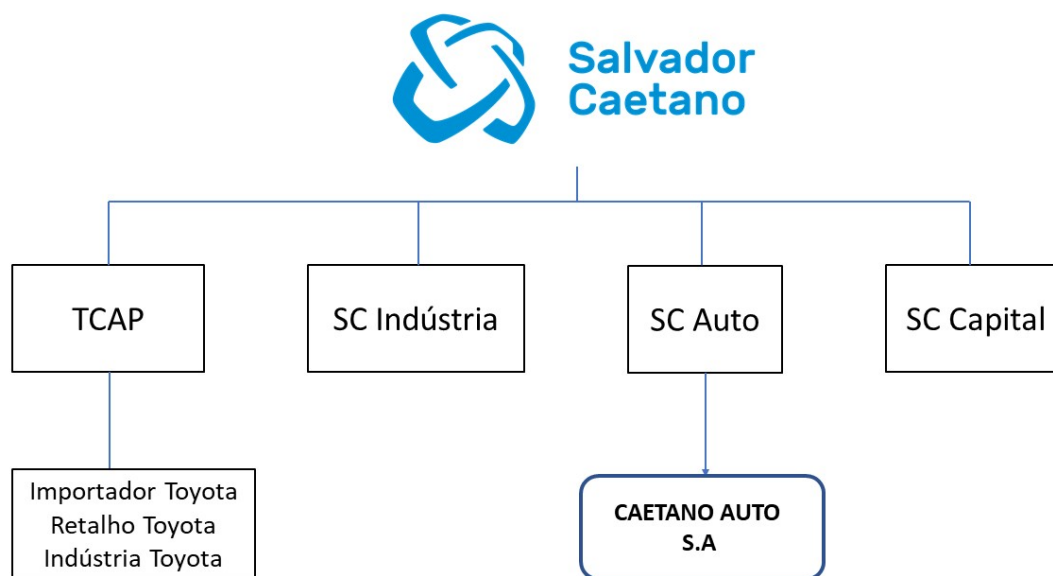 Salvador
Caetano
TCAP
SC Indústria
SC Auto
SC Capital
Importador Toyota
Retalho Toyota
Indústria Toyota
CAETANO AUTO
S.A